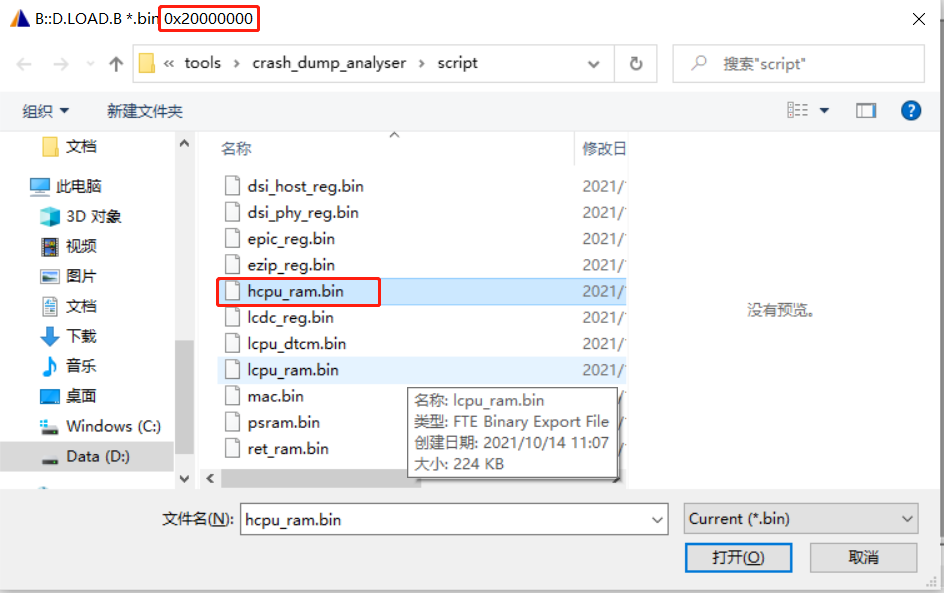 B::D.LOAD.B *.bin 0x20000000
« tools › crash_dump_analyser › script
搜索"script"
组织 新建文件夹
文档
此电脑
3D 对象
视频
图片
文档
下载
音乐
桌面
Windows (C:)
Data (D:)
名称 修改日
dsi_host_reg.bin 2021/
dsi_phy_reg.bin 2021/
epic_reg.bin 2021/
ezip_reg.bin 2021/
hcpu_ram.bin 2021/
lcdc_reg.bin 2021/
lcpu_dtcm.bin 2021/
lcpu_ram.bin 2021/
mac.bin
psram.bin
ret_ram.bin
名称: lcpu_ram.bin
类型: FTE Binary Export File
创建日期: 2021/10/14 11:07
大小: 224 KB
没有预览。
文件名(N): hcpu_ram.bin Current (*.bin)
打开(O) 取消